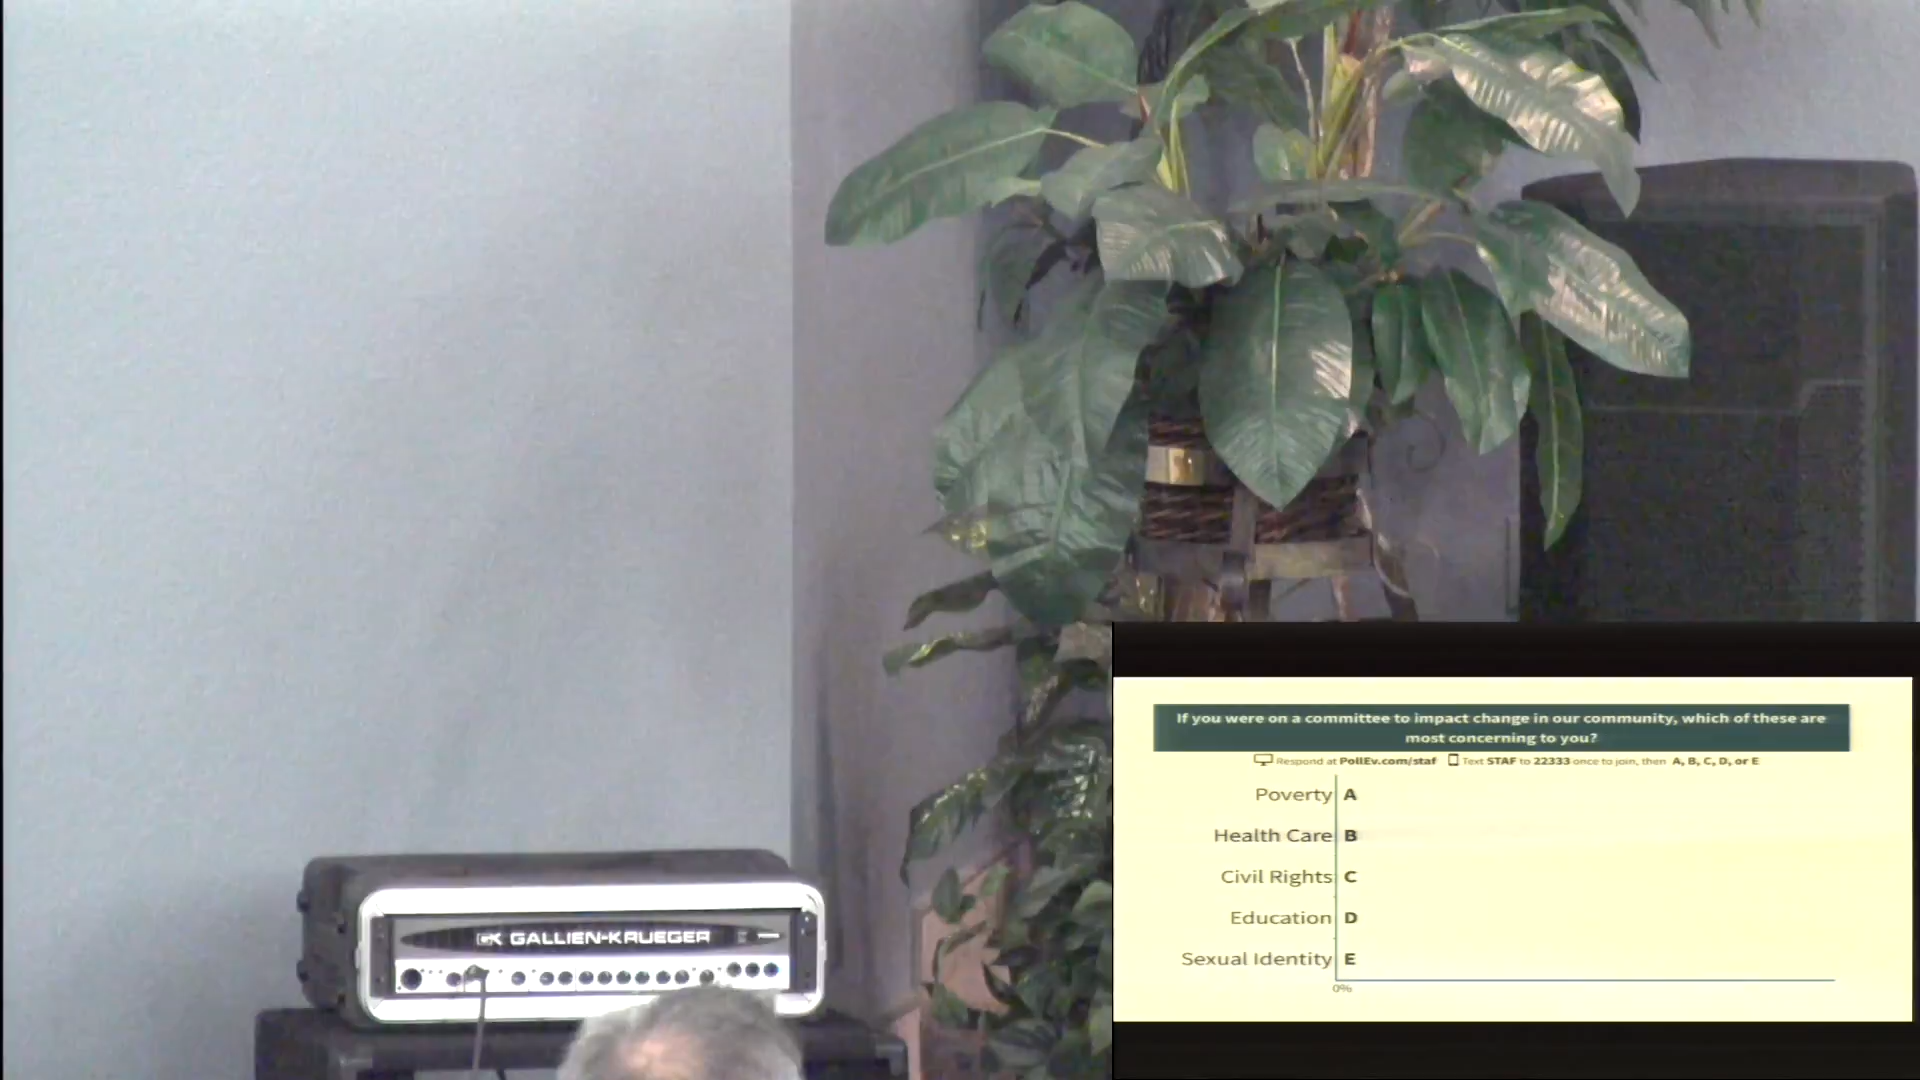 GK GALLIEN-KRUEGER
If you were on a committee to impact change in our community, which of these are
most concerning to you?
Respond at PollEv.com/staf Text STAF to 22333 once to join, then A, B, C, D, or E
Poverty A
Health Care B
Civil Rights C
Education D
Sexual Identity E
0%